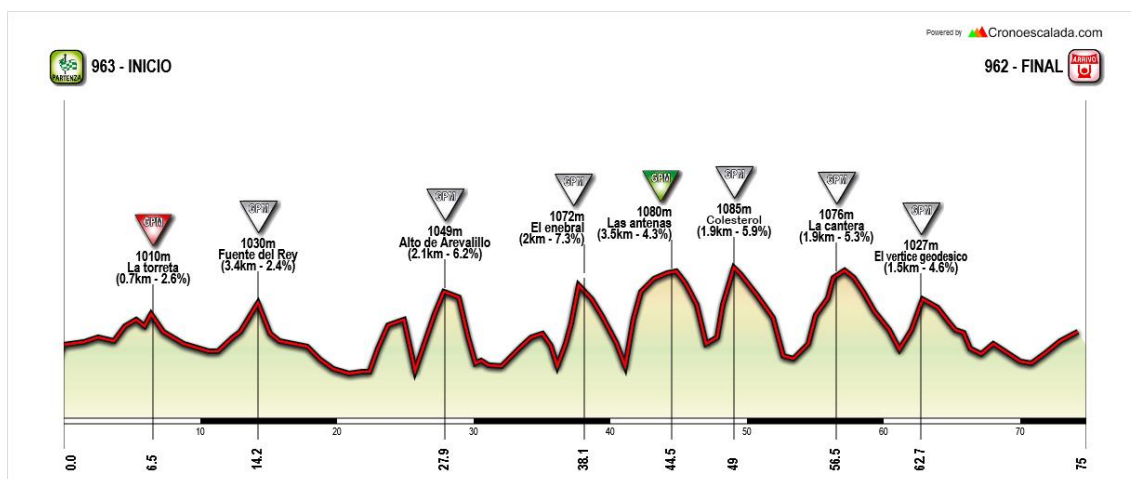 Powered by Cronoescalada.com
PARTENZA
963 - INICIO
962 - FINAL
ARRIVO
GPM
1010m
La torreta
(0.7km - 2.6%)
GPM
1030m
Fuente del Rey
(3.4km - 2.4%)
GPM
1049m
Alto de Arevalillo
(2.1km - 6.2%)
GPM
1072m
El enebral
(2km - 7.3%)
GPM
1080m
Las antenas
(3.5km - 4.3%)
GPM
1085m
Colesterol
(1.9km - 5.9%)
GPM
1076m
La cantera
(1.9km - 5.3%)
GPM
1027m
El vertice geodesico
(1.5km - 4.6%)
10 20 30 40 50 60 70
0.0 6.5 14.2 27.9 38.1 44.5 49 56.5 62.7 75